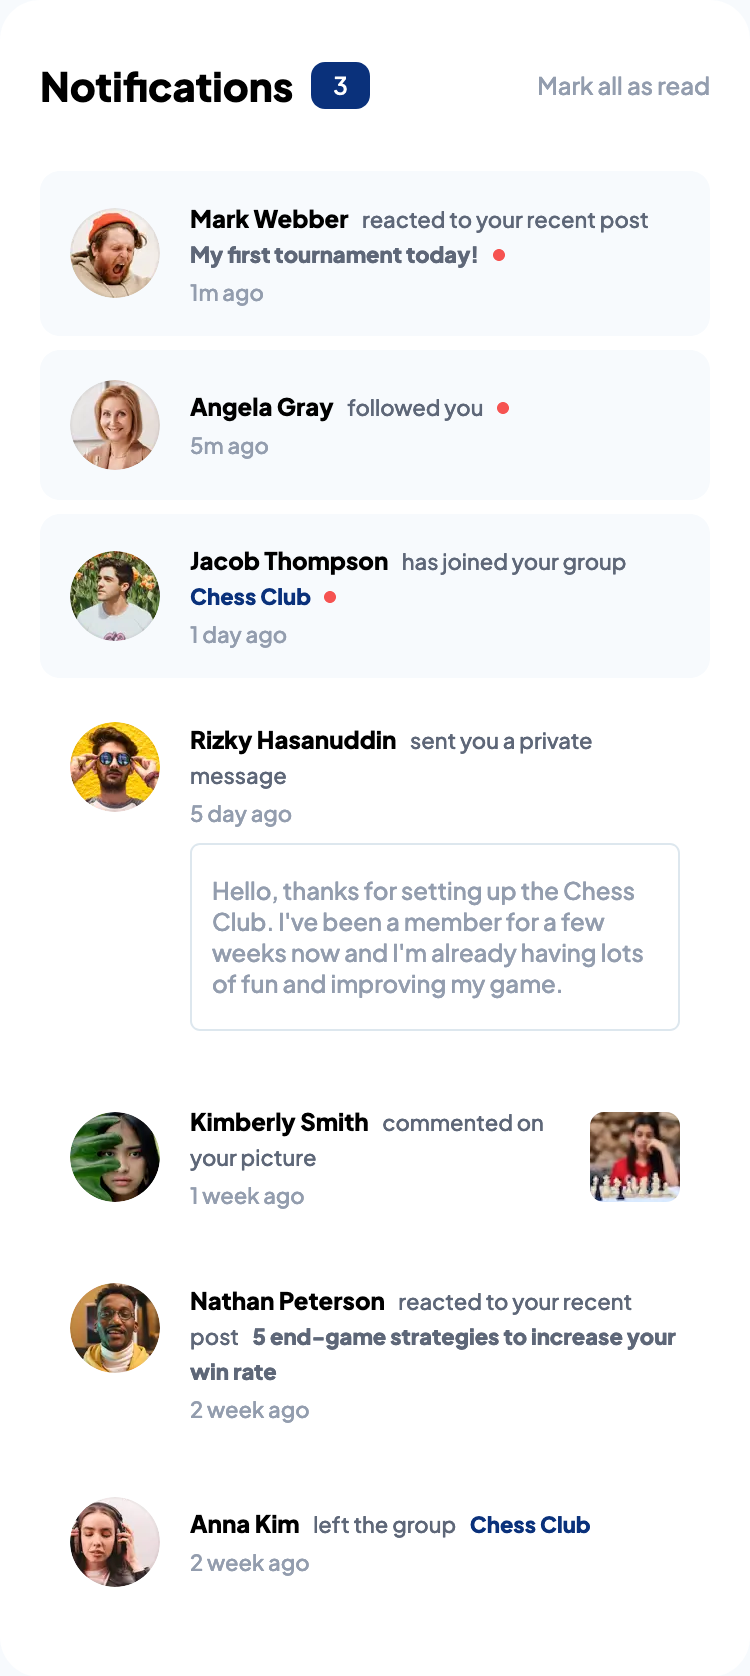 Notifications 3 Mark all as read
Mark Webber reacted to your recent post
My first tournament today!
1m ago
Angela Gray followed you
5m ago
Jacob Thompson has joined your group
Chess Club
1 day ago
Rizky Hasanuddin sent you a private
message
5 day ago
Hello, thanks for setting up the Chess
Club. I've been a member for a few
weeks now and I'm already having lots
of fun and improving my game.
Kimberly Smith commented on
your picture
1 week ago
Nathan Peterson reacted to your recent
post 5 end-game strategies to increase your
win rate
2 week ago
Anna Kim left the group Chess Club
2 week ago